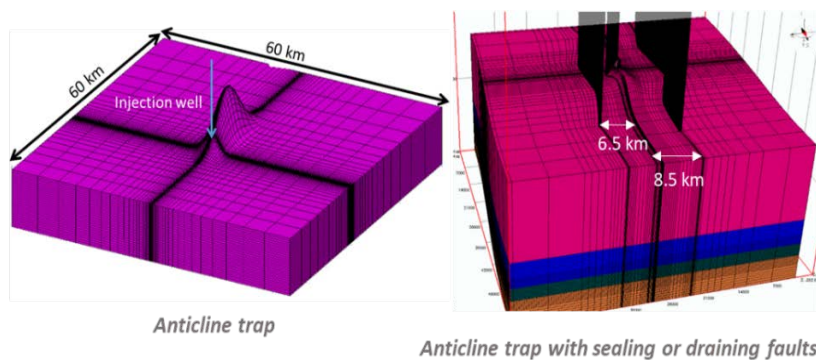 60 km
60 km
Injection well
6.5 km
8.5 km
Anticline trap
Anticline trap with sealing or draining faults